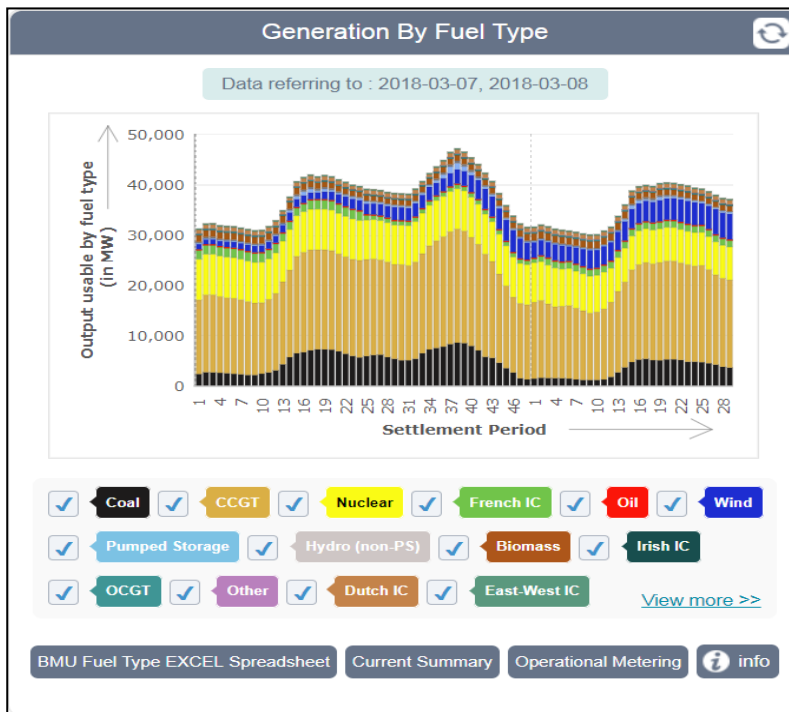 Generation By Fuel Type
Data referring to : 2018-03-07, 2018-03-08
Output usable by fuel type
(in MW)
50,000
40,000
30,000
20,000
10,000
0
1 4 7 10 13 16 19 22 25 28 31 34 37 40 43 46 1 4 7 10 13 16 19 22 25 28
Settlement Period
Coal CCGT Nuclear French IC Oil Wind
Pumped Storage Hydro (non-PS) Biomass Irish IC
OCGT Other Dutch IC East-West IC
View more >>
BMU Fuel Type EXCEL Spreadsheet Current Summary Operational Metering i info